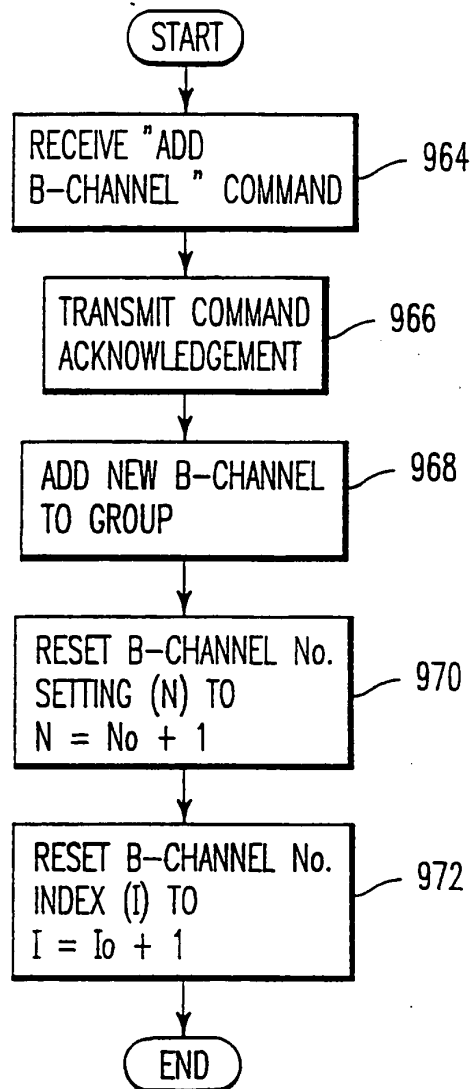 START
RECEIVE "ADD
B-CHANNEL" COMMAND
964
TRANSMIT COMMAND
ACKNOWLEDGEMENT
966
ADD NEW B-CHANNEL
TO GROUP
968
RESET B-CHANNEL No.
SETTING (N) TO
N = No + 1
970
RESET B-CHANNEL No.
INDEX (I) TO
I = Io + 1
972
END